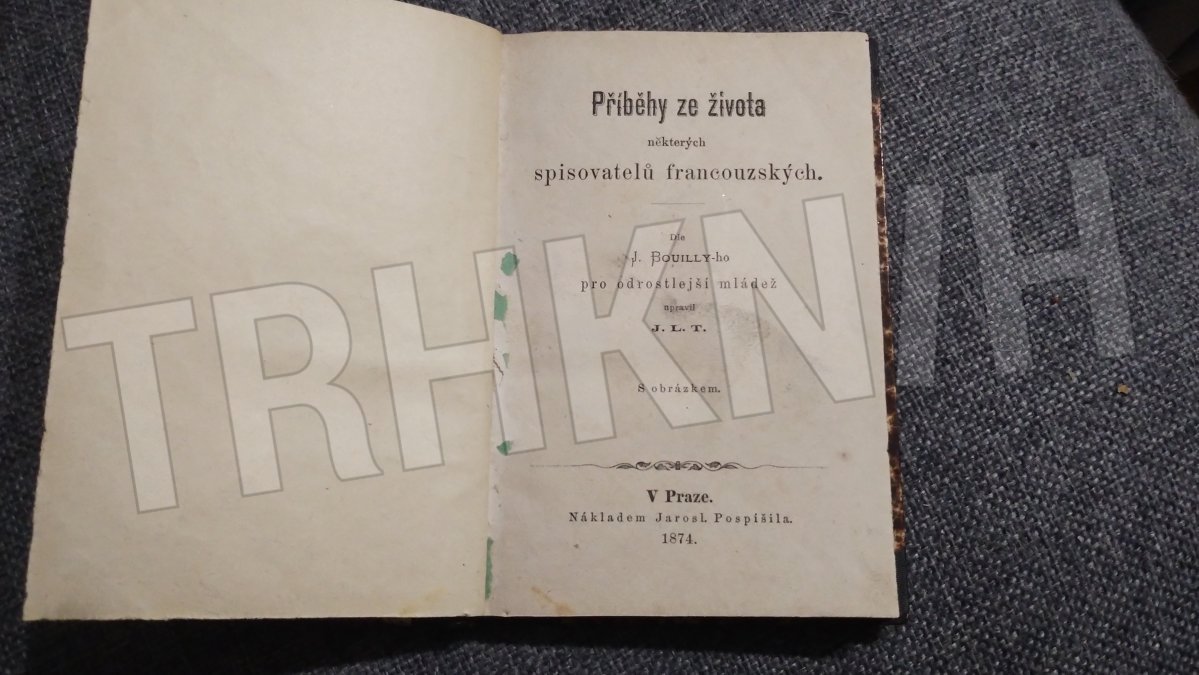 Příběhy ze života
některých
spisovatelů francouzských.
Dle
J. BOUILLY-ho
pro odrostlejší mládež
upravil
J. L. T.
S obrázkem.
V Praze.
Nákladem Jarosl. Pospíšila.
1874.
TRHKNIH